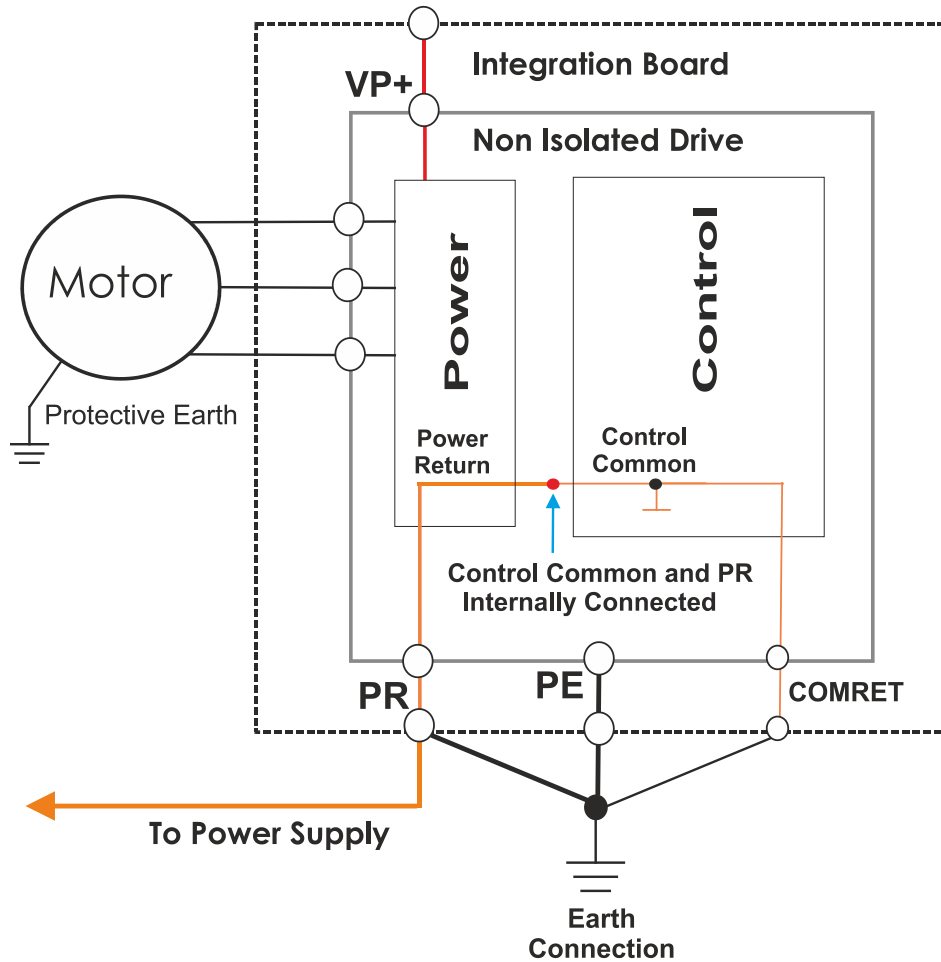 Integration Board
VP+
Non Isolated Drive
Motor
Power
Control
Protective Earth
Power
Return
Control
Common
Control Common and PR
Internally Connected
PR
PE
COMRET
To Power Supply
Earth
Connection